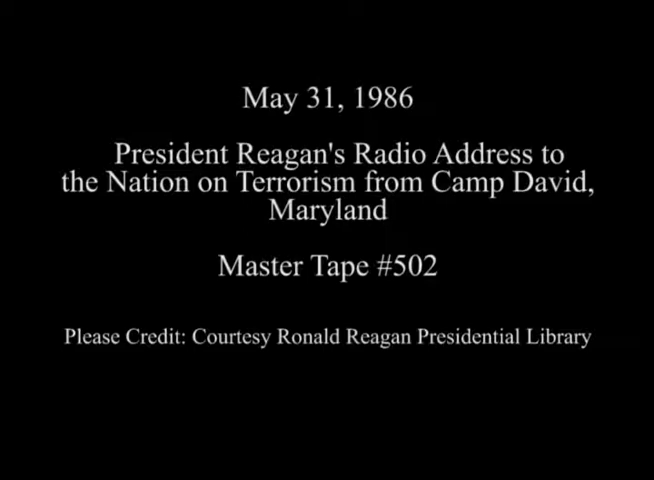 May 31, 1986
President Reagan's Radio Address to
the Nation on Terrorism from Camp David,
Maryland
Master Tape #502
Please Credit: Courtesy Ronald Reagan Presidential Library